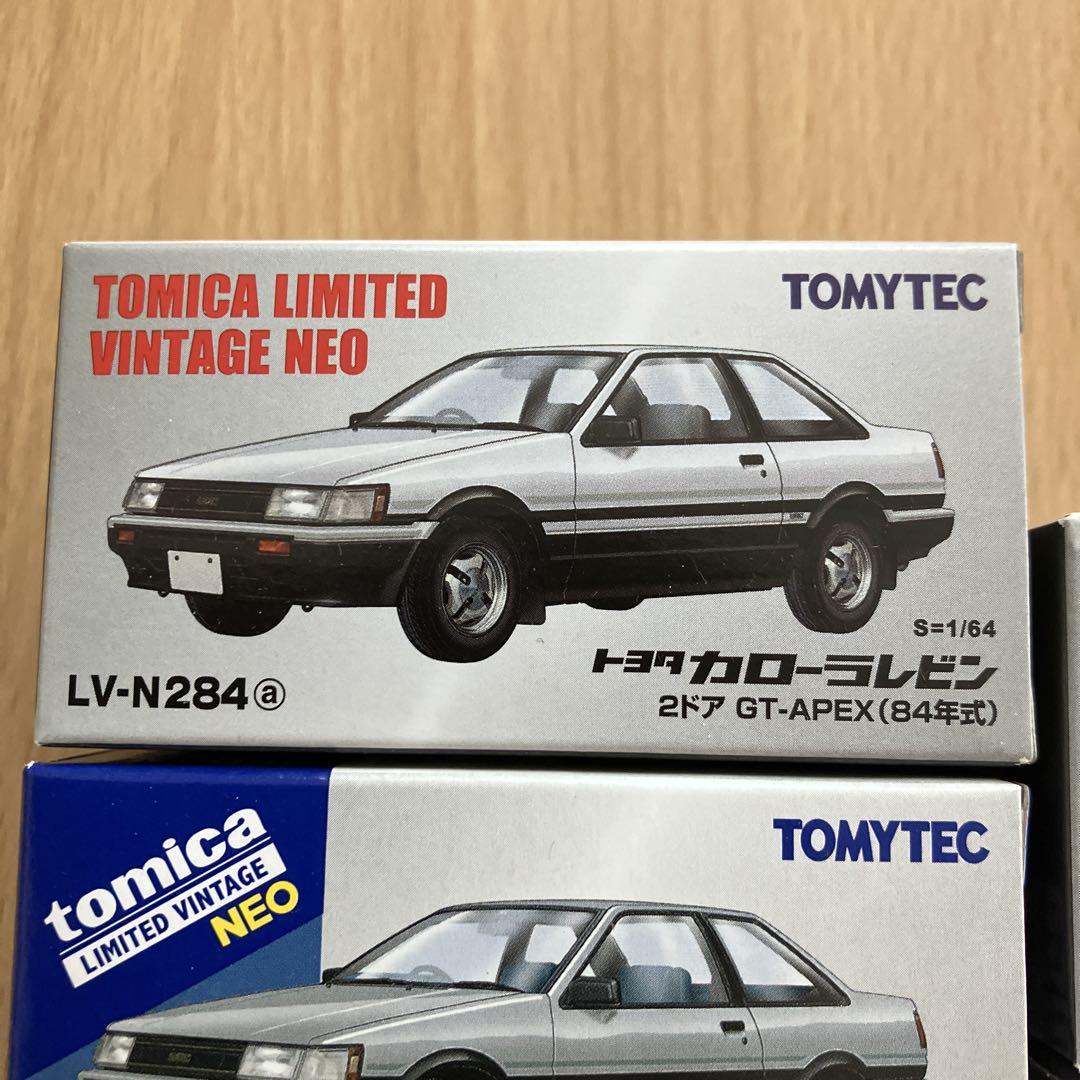 TOMICA LIMITED
VINTAGE NEO
TOMYTEC
S=1/64
LV-N284ⓐ
トヨタ カローラレビン
2ドア GT-APEX(84年式)
tomica
LIMITED VINTAGE
NEO
TOMYTEC